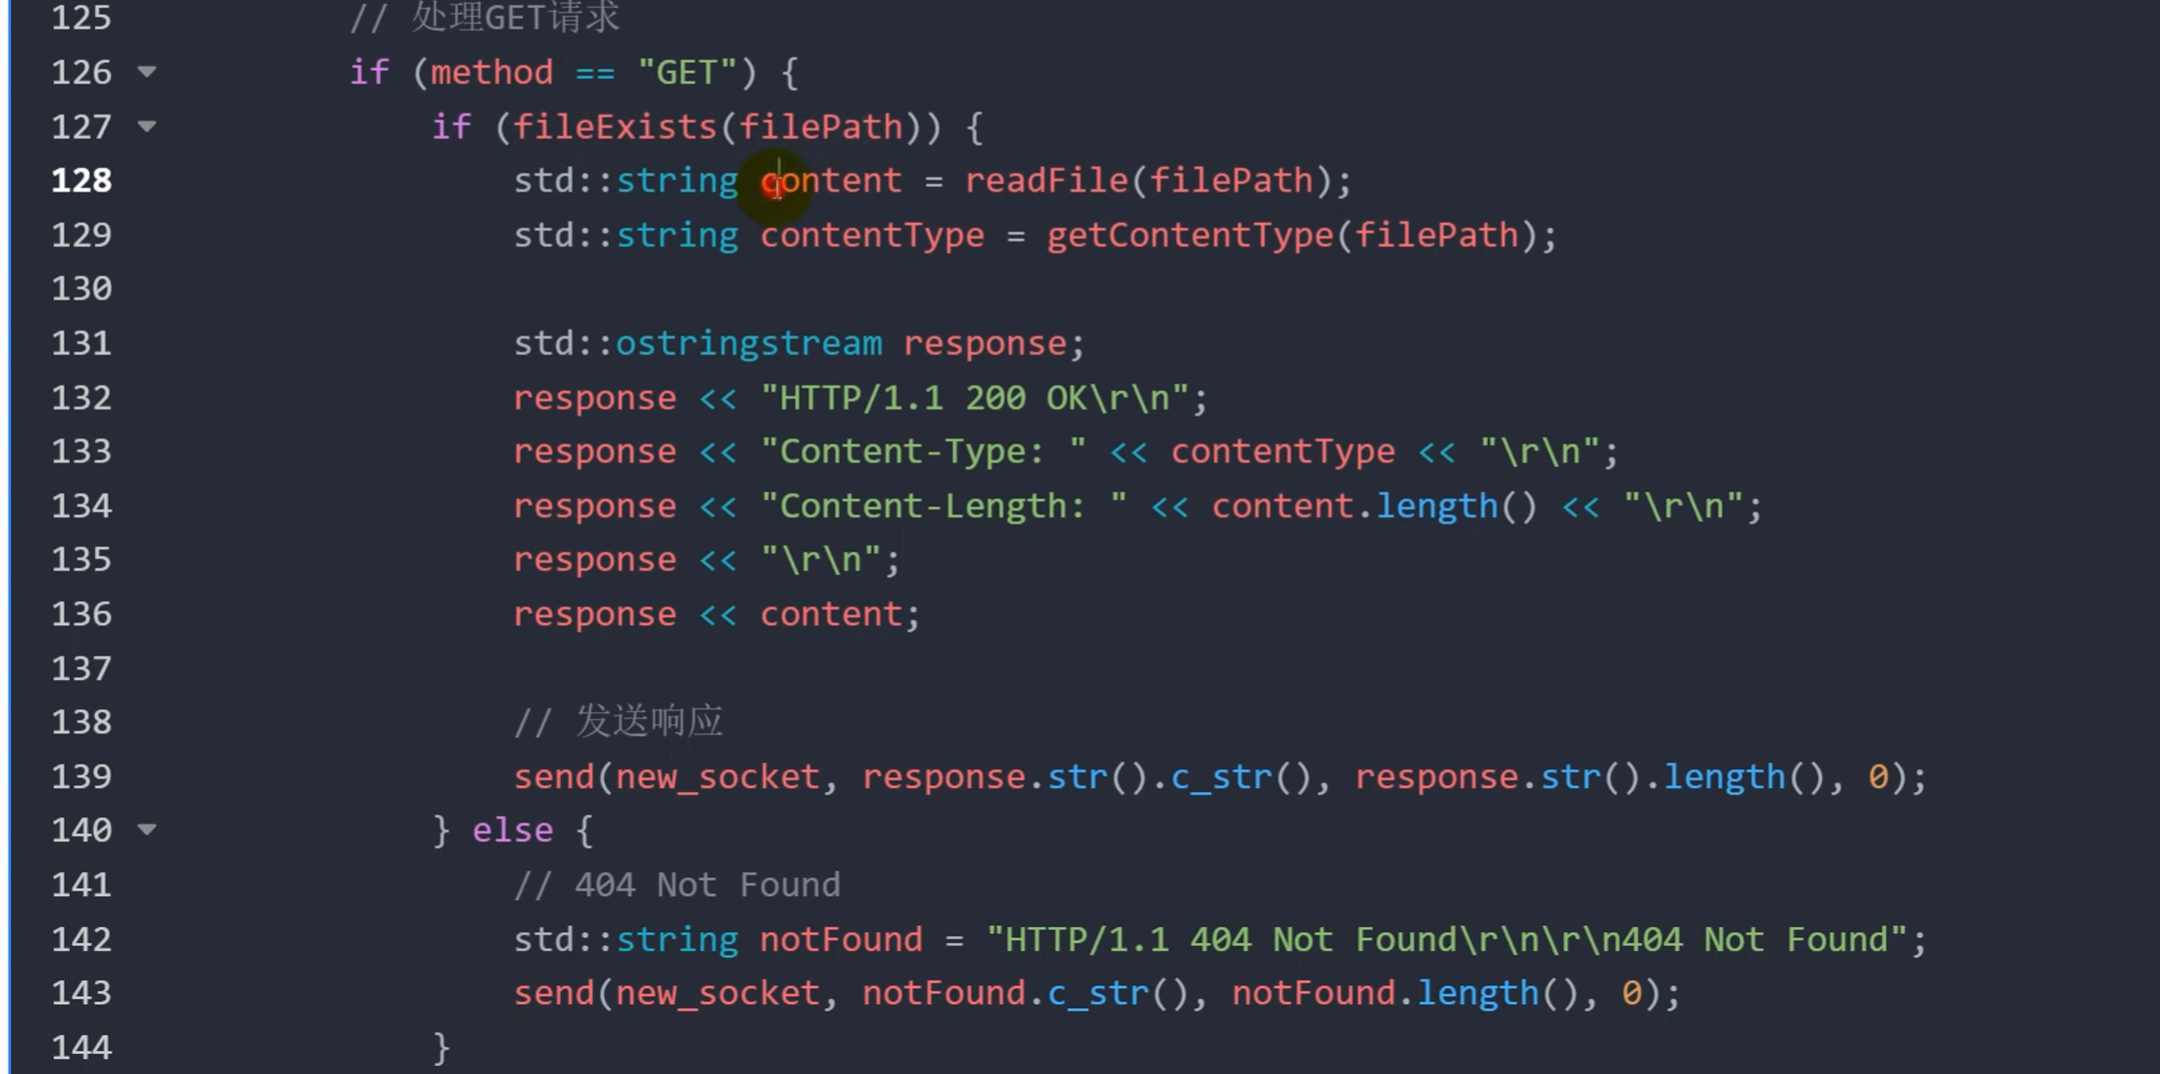 125 // 处理GET请求
126 if (method == "GET") {
127 if (fileExists(filePath)) {
128 std::string content = readFile(filePath);
129 std::string contentType = getContentType(filePath);
130
131 std::ostringstream response;
132 response << "HTTP/1.1 200 OK\r\n";
133 response << "Content-Type: " << contentType << "\r\n";
134 response << "Content-Length: " << content.length() << "\r\n";
135 response << "\r\n";
136 response << content;
137
138 // 发送响应
139 send(new_socket, response.str().c_str(), response.str().length(), 0);
140 } else {
141 // 404 Not Found
142 std::string notFound = "HTTP/1.1 404 Not Found\r\n\r\n404 Not Found";
143 send(new_socket, notFound.c_str(), notFound.length(), 0);
144 }